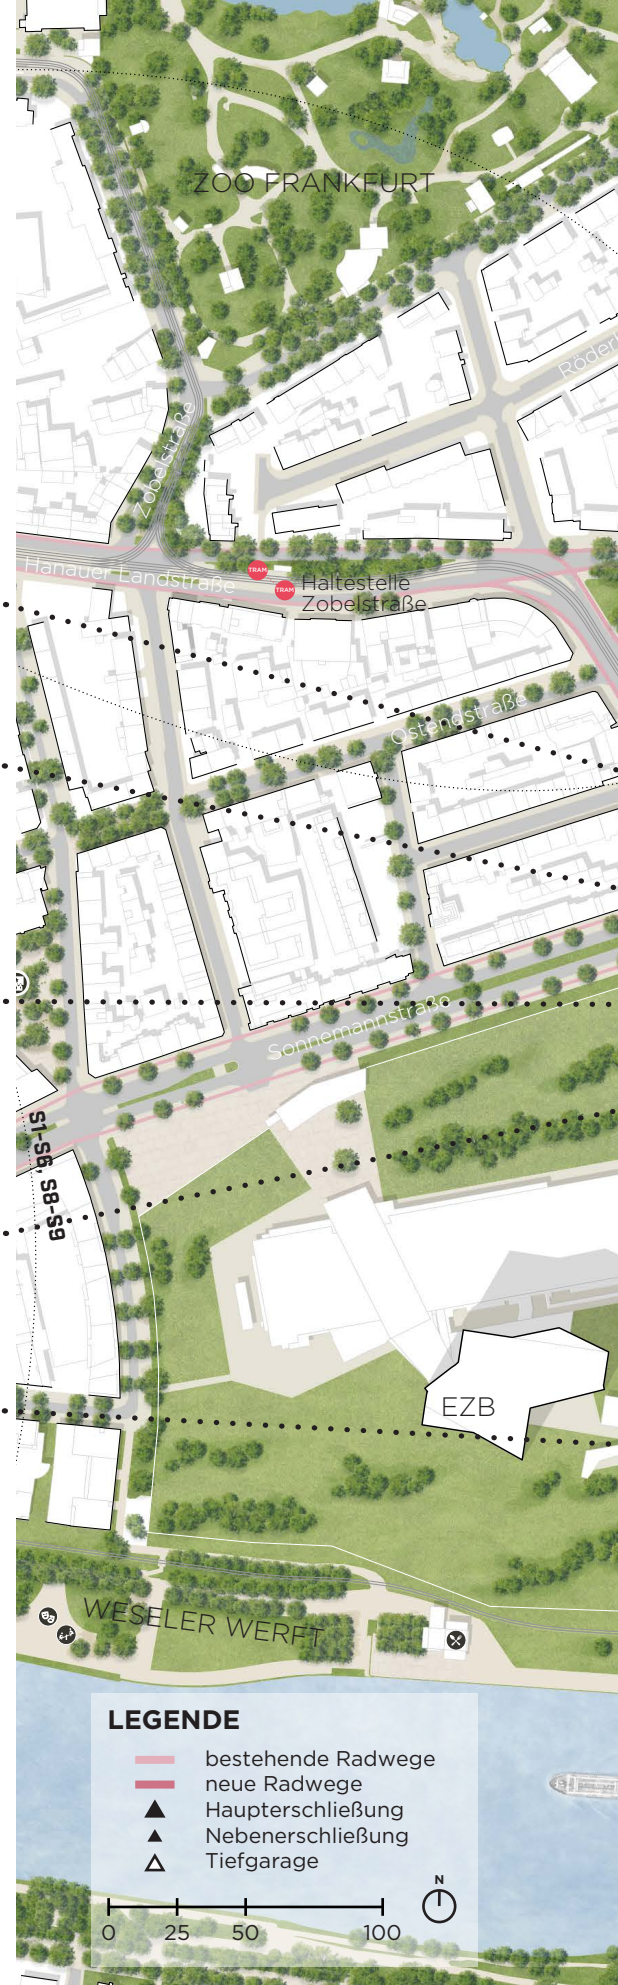 ZOO FRANKFURT
Röder
Zobelstraße
TRAM
Hanauer Landstraße
TRAM
Haltestelle
Zobelstraße
Ostendstraße
Sonnemannstraße
S1-S6, S8-S9
EZB
WESELER WERFT
LEGENDE
bestehende Radwege
neue Radwege
Haupterschließung
Nebenerschließung
Tiefgarage
N
0 25 50 100